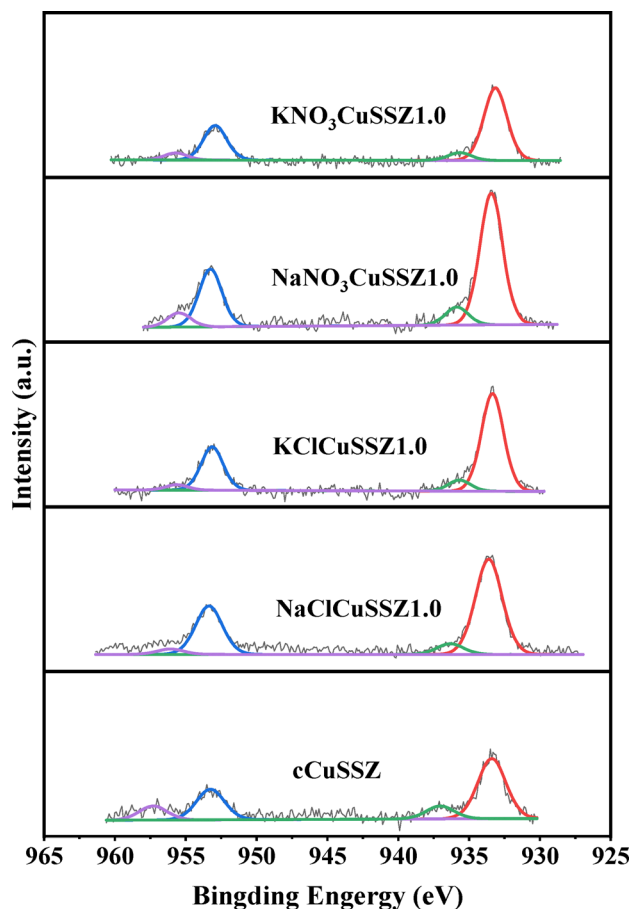 KNO₃CuSSZ1.0
NaNO₃CuSSZ1.0
KClCuSSZ1.0
NaClCuSSZ1.0
cCuSSZ
Intensity (a.u.)
965 960 955 950 945 940 935 930 925
Bingding Engergy (eV)